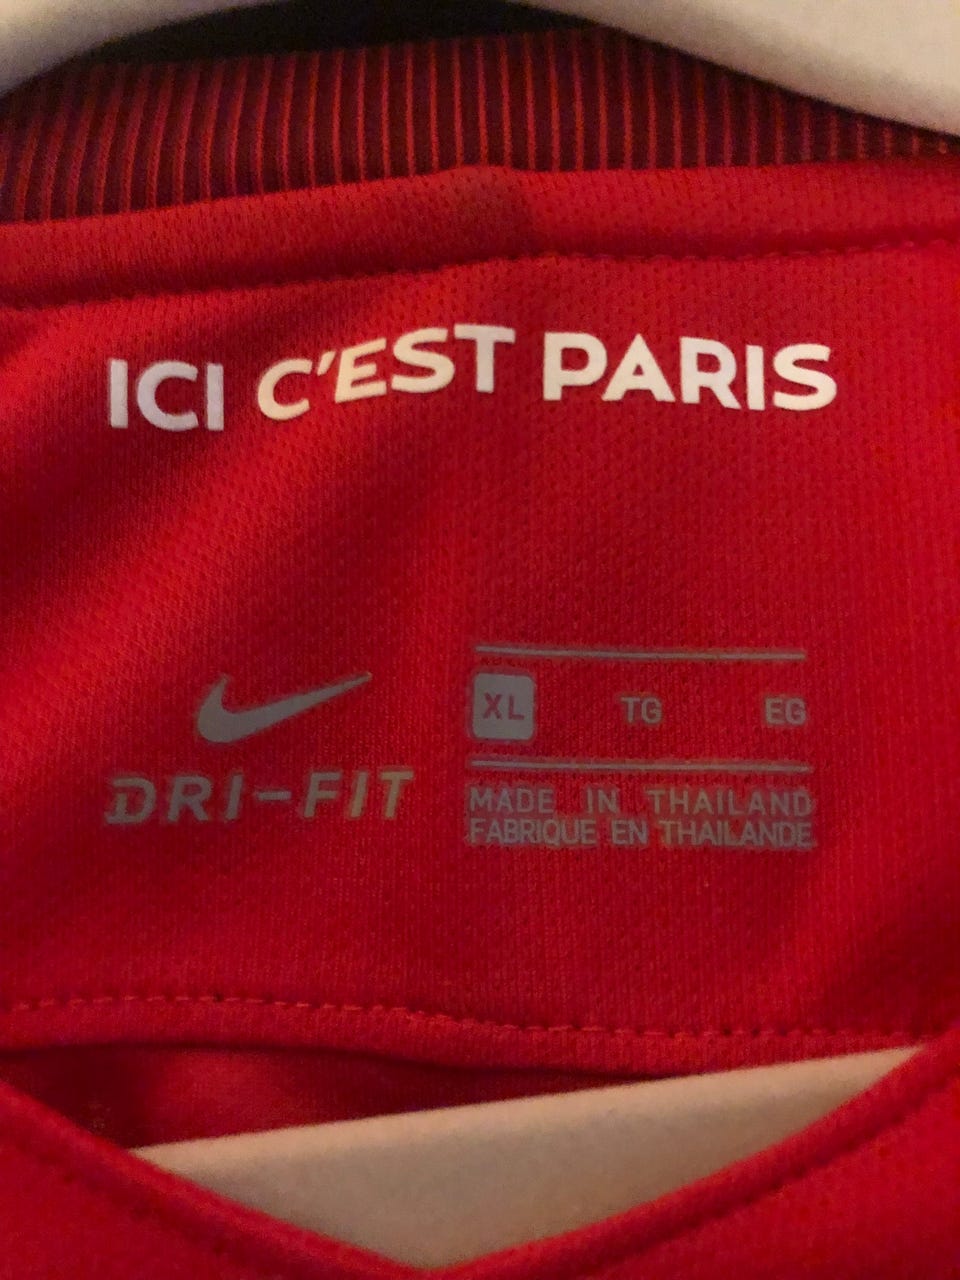 ICI C'EST PARIS
DRI-FIT
XL TG EG
MADE IN THAILAND
FABRIQUE EN THAILANDE